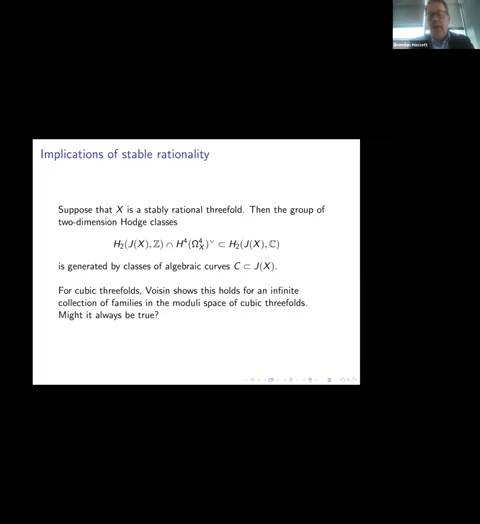 Brendan Hassett
Implications of stable rationality
Suppose that X is a stably rational threefold. Then the group of
two-dimension Hodge classes
H₂(J(X), ℤ) ∩ H⁴(Ω⁴_X)^∨ ⊂ H₂(J(X), ℂ)
is generated by classes of algebraic curves C ⊂ J(X).
For cubic threefolds, Voisin shows this holds for an infinite
collection of families in the moduli space of cubic threefolds.
Might it always be true?